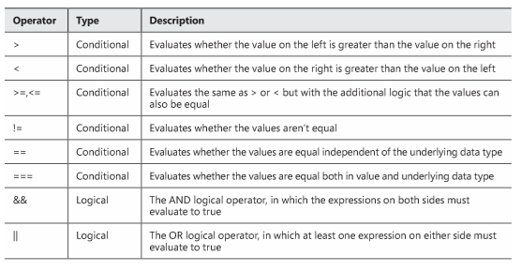 Operator Type Description
> Conditional Evaluates whether the value on the left is greater than the value on the right
< Conditional Evaluates whether the value on the right is greater than the value on the left
>=,<= Conditional Evaluates the same as > or < but with the additional logic that the values can
also be equal
!= Conditional Evaluates whether the values aren't equal
== Conditional Evaluates whether the values are equal independent of the underlying data type
=== Conditional Evaluates whether the values are equal both in value and underlying data type
&& Logical The AND logical operator, in which the expressions on both sides must
evaluate to true
|| Logical The OR logical operator, in which at least one expression on either side must
evaluate to true